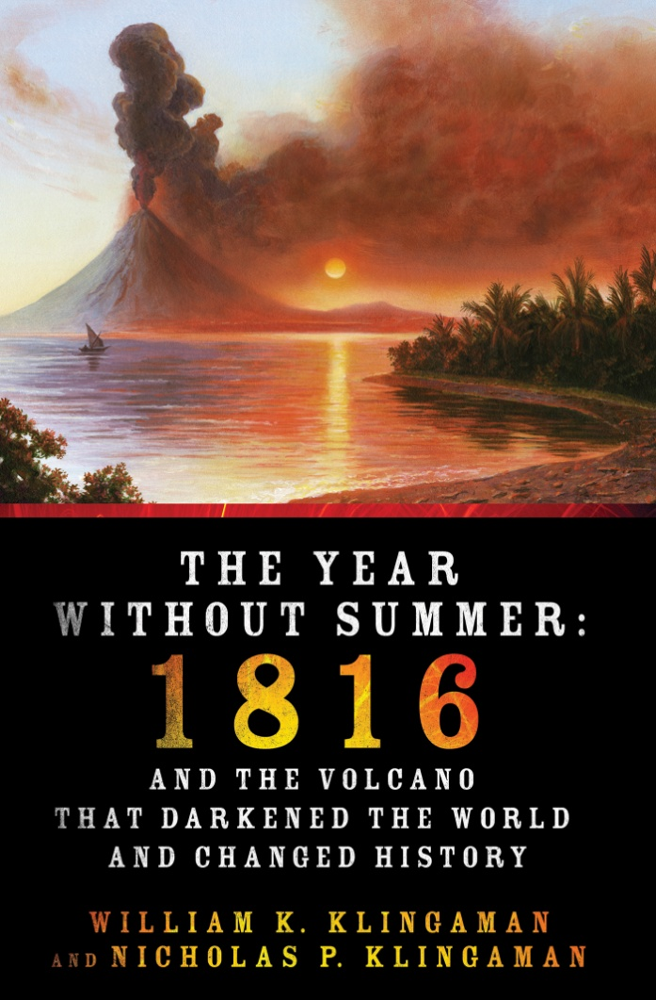 THE YEAR
WITHOUT SUMMER:
1816
AND THE VOLCANO
THAT DARKENED THE WORLD
AND CHANGED HISTORY
WILLIAM K. KLINGAMAN
AND NICHOLAS P. KLINGAMAN